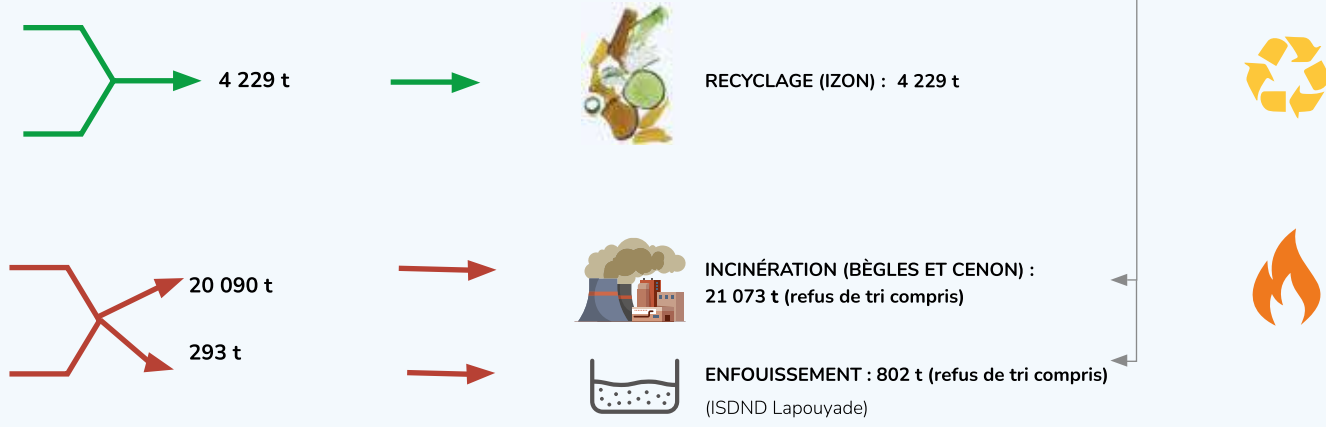 4 229 t
RECYCLAGE (IZON) : 4 229 t
20 090 t
INCINÉRATION (BÈGLES ET CENON) :
21 073 t (refus de tri compris)
293 t
ENFOUISSEMENT : 802 t (refus de tri compris)
(ISDND Lapouyade)